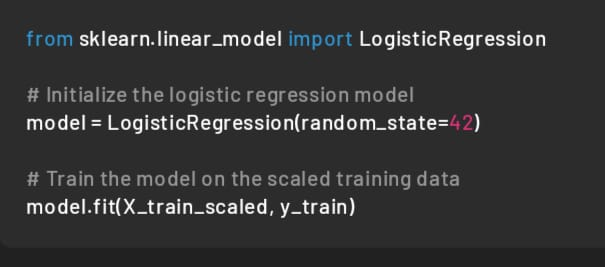 from sklearn.linear_model import LogisticRegression
# Initialize the logistic regression model
model = LogisticRegression(random_state=42)
# Train the model on the scaled training data
model.fit(X_train_scaled, y_train)